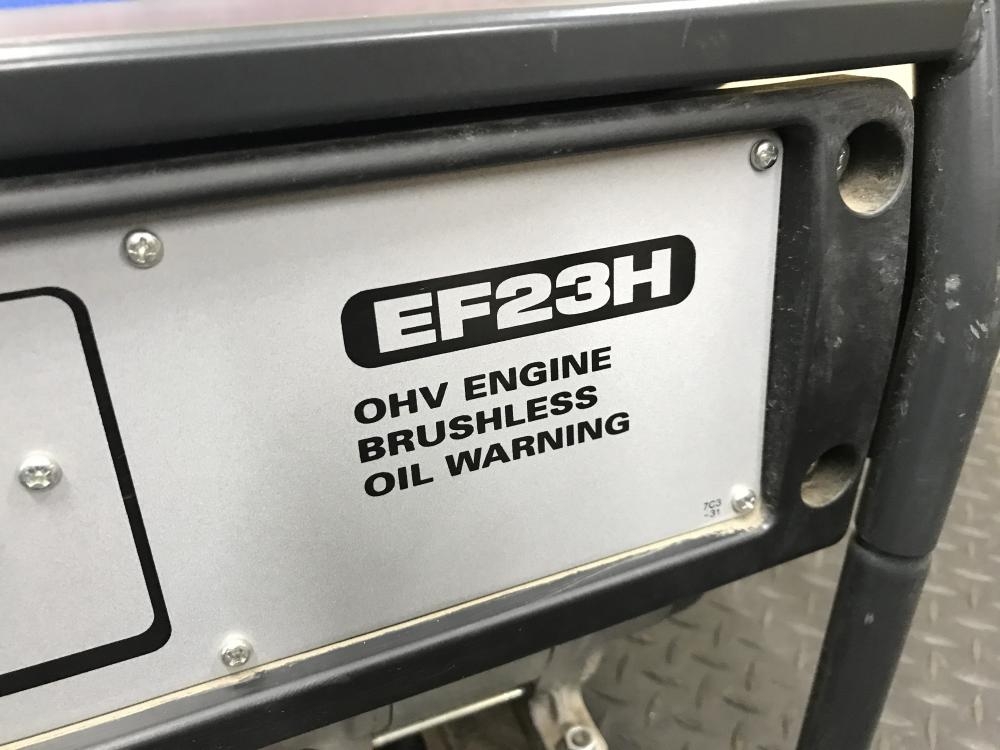 EF23H
OHV ENGINE
BRUSHLESS
OIL WARNING
7C3
-31